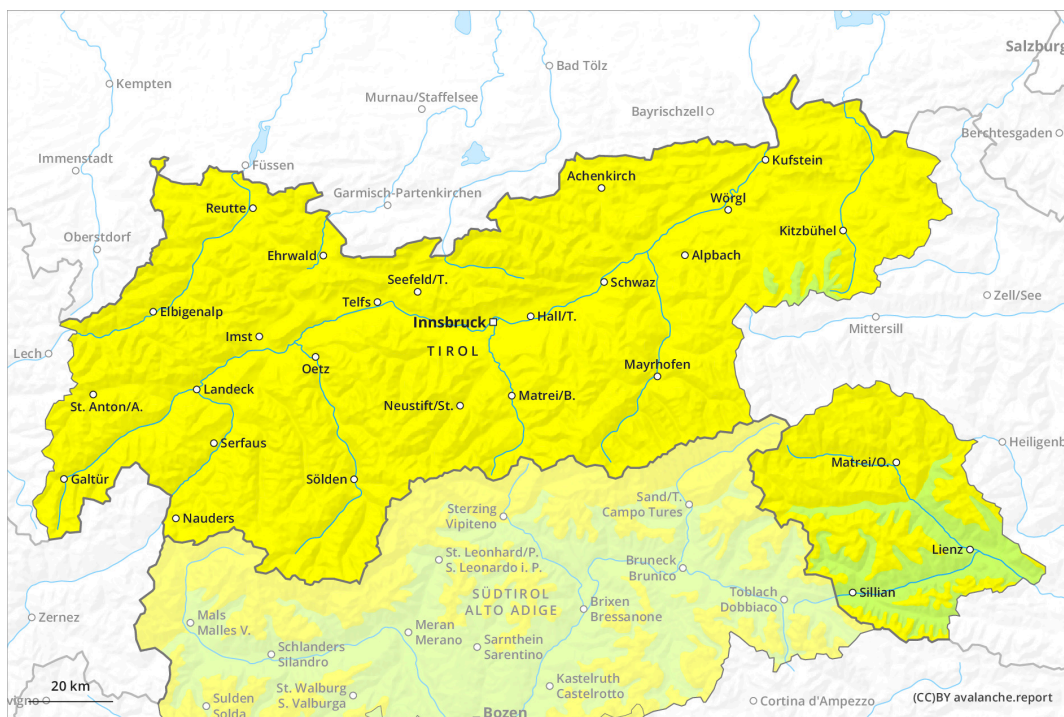 Salzburg
Kempten
Bad Tölz
Murnau/Staffelsee
Bayrischzell
Berchtesgaden
Immenstadt
Füssen
Kufstein
Achenkirch
Garmisch-Partenkirchen
Reutte
Wörgl
Kitzbühel
Oberstdorf
Ehrwald
Alpbach
Seefeld/T.
Schwaz
Zell/See
Telfs
Elbigenalp
Innsbruck
Hall/T.
Mittersill
Imst
Lech
TIROL
Oetz
Mayrhofen
Landeck
St. Anton/A.
Neustift/St.
Matrei/B.
Serfaus
Heiligenb
Matrei/O.
Galtür
Sölden
Sand/T.
Campo Tures
Nauders
Sterzing
Vipiteno
Lienz
St. Leonhard/P.
S. Leonardo i. P.
Bruneck
Brunico
SÜDTIROL
ALTO ADIGE
Sillian
Toblach
Dobbiaco
Brixen
Bressanone
Zernez
Mals
Malles V.
Meran
Merano
Sarnthein
Sarentino
Schlanders
Silandro
Kastelruth
Castelrotto
20 km
St. Walburg
S. Valburga
vigno
Sulden
Solda
Cortina d'Ampezzo
(CC)BY avalanche.report
Bozen